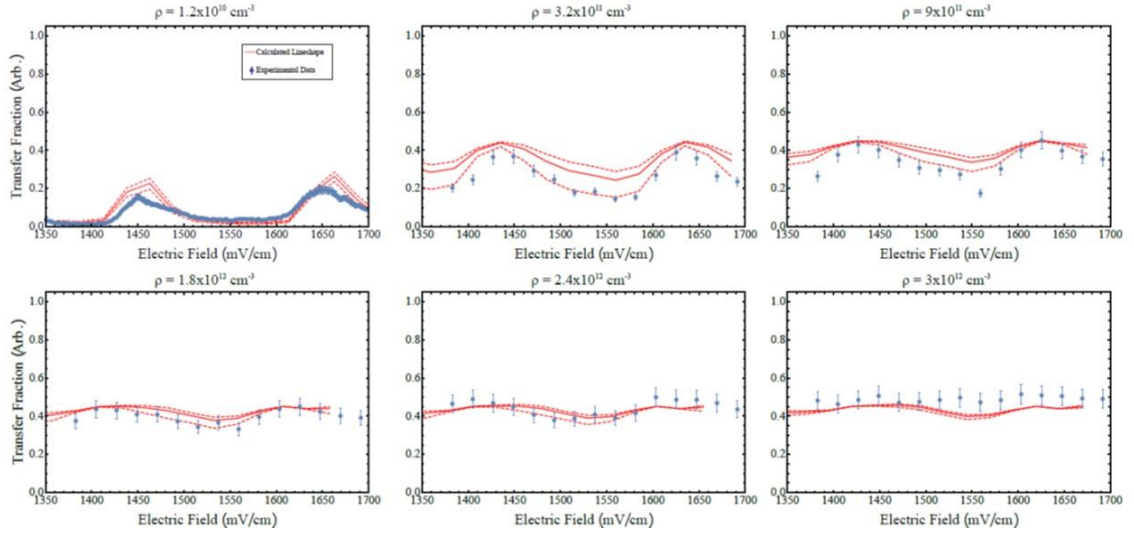 ρ = 1.2x10¹⁰ cm⁻³
Transfer Fraction (Arb.)
1.0
0.8
0.6
0.4
0.2
0.0
Calculated Lineshape
Experimental Data
1350 1400 1450 1500 1550 1600 1650 1700
Electric Field (mV/cm)
ρ = 3.2x10¹¹ cm⁻³
1.0
0.8
0.6
0.4
0.2
0.0
1350 1400 1450 1500 1550 1600 1650 1700
Electric Field (mV/cm)
ρ = 9x10¹¹ cm⁻³
1.0
0.8
0.6
0.4
0.2
0.0
1350 1400 1450 1500 1550 1600 1650 1700
Electric Field (mV/cm)
ρ = 1.8x10¹² cm⁻³
Transfer Fraction (Arb.)
1.0
0.8
0.6
0.4
0.2
0.0
1350 1400 1450 1500 1550 1600 1650 1700
Electric Field (mV/cm)
ρ = 2.4x10¹² cm⁻³
1.0
0.8
0.6
0.4
0.2
0.0
1350 1400 1450 1500 1550 1600 1650 1700
Electric Field (mV/cm)
ρ = 3x10¹² cm⁻³
1.0
0.8
0.6
0.4
0.2
0.0
1350 1400 1450 1500 1550 1600 1650 1700
Electric Field (mV/cm)